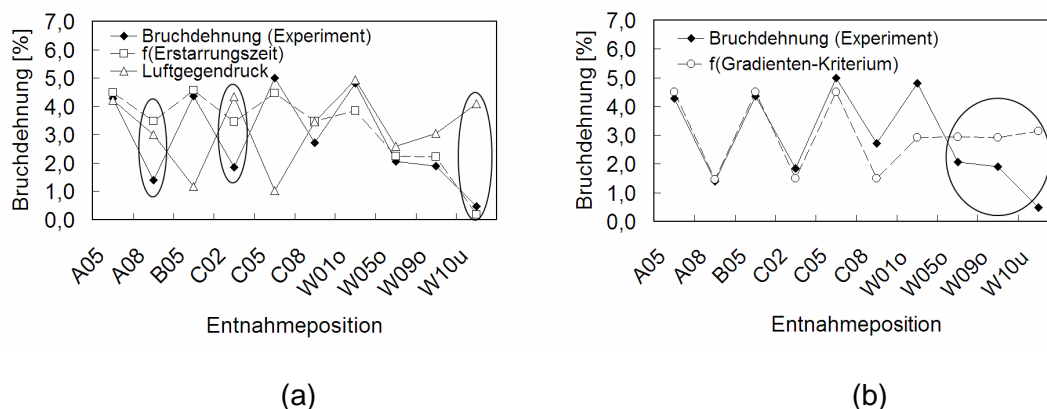 7,0
6,0
5,0
4,0
3,0
2,0
1,0
0,0
Bruchdehnung [%]
Bruchdehnung (Experiment)
f(Erstarrungszeit)
Luftgegendruck
A05
A08
B05
C02
C05
C08
W01o
W05o
W09o
W10u
Entnahmeposition
(a)
7,0
6,0
5,0
4,0
3,0
2,0
1,0
0,0
Bruchdehnung [%]
Bruchdehnung (Experiment)
f(Gradienten-Kriterium)
A05
A08
B05
C02
C05
C08
W01o
W05o
W09o
W10u
Entnahmeposition
(b)